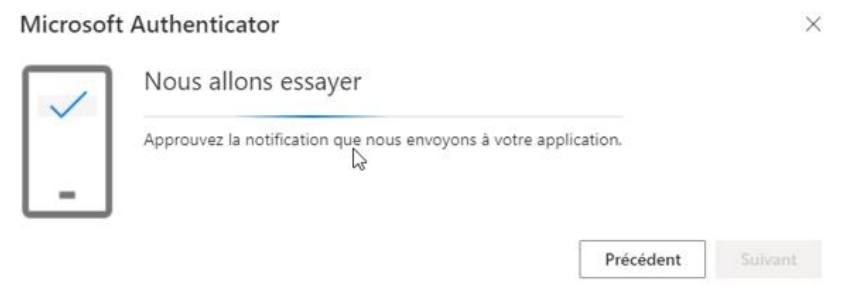 Microsoft Authenticator
Nous allons essayer
Approuvez la notification que nous envoyons à votre application.
Précédent
Suivant